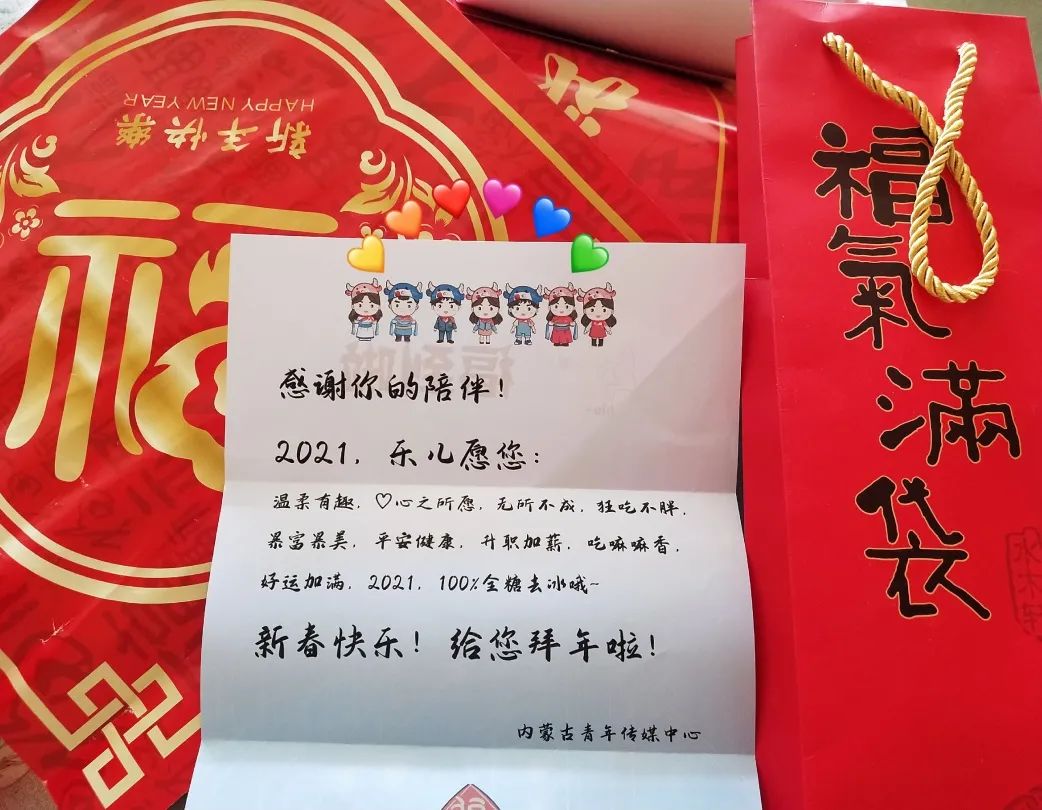 HAPPY NEW YEAR
新年快樂
福
福氣滿袋
感谢你的陪伴！
2021，乐儿愿您：
温柔有趣，♡心之所愿，无所不成，狂吃不胖，
暴富暴美，平安健康，升职加薪，吃嘛嘛香，
好运加满，2021，100%全糖去冰哦~
新春快乐！给您拜年啦！
内蒙古青年传媒中心